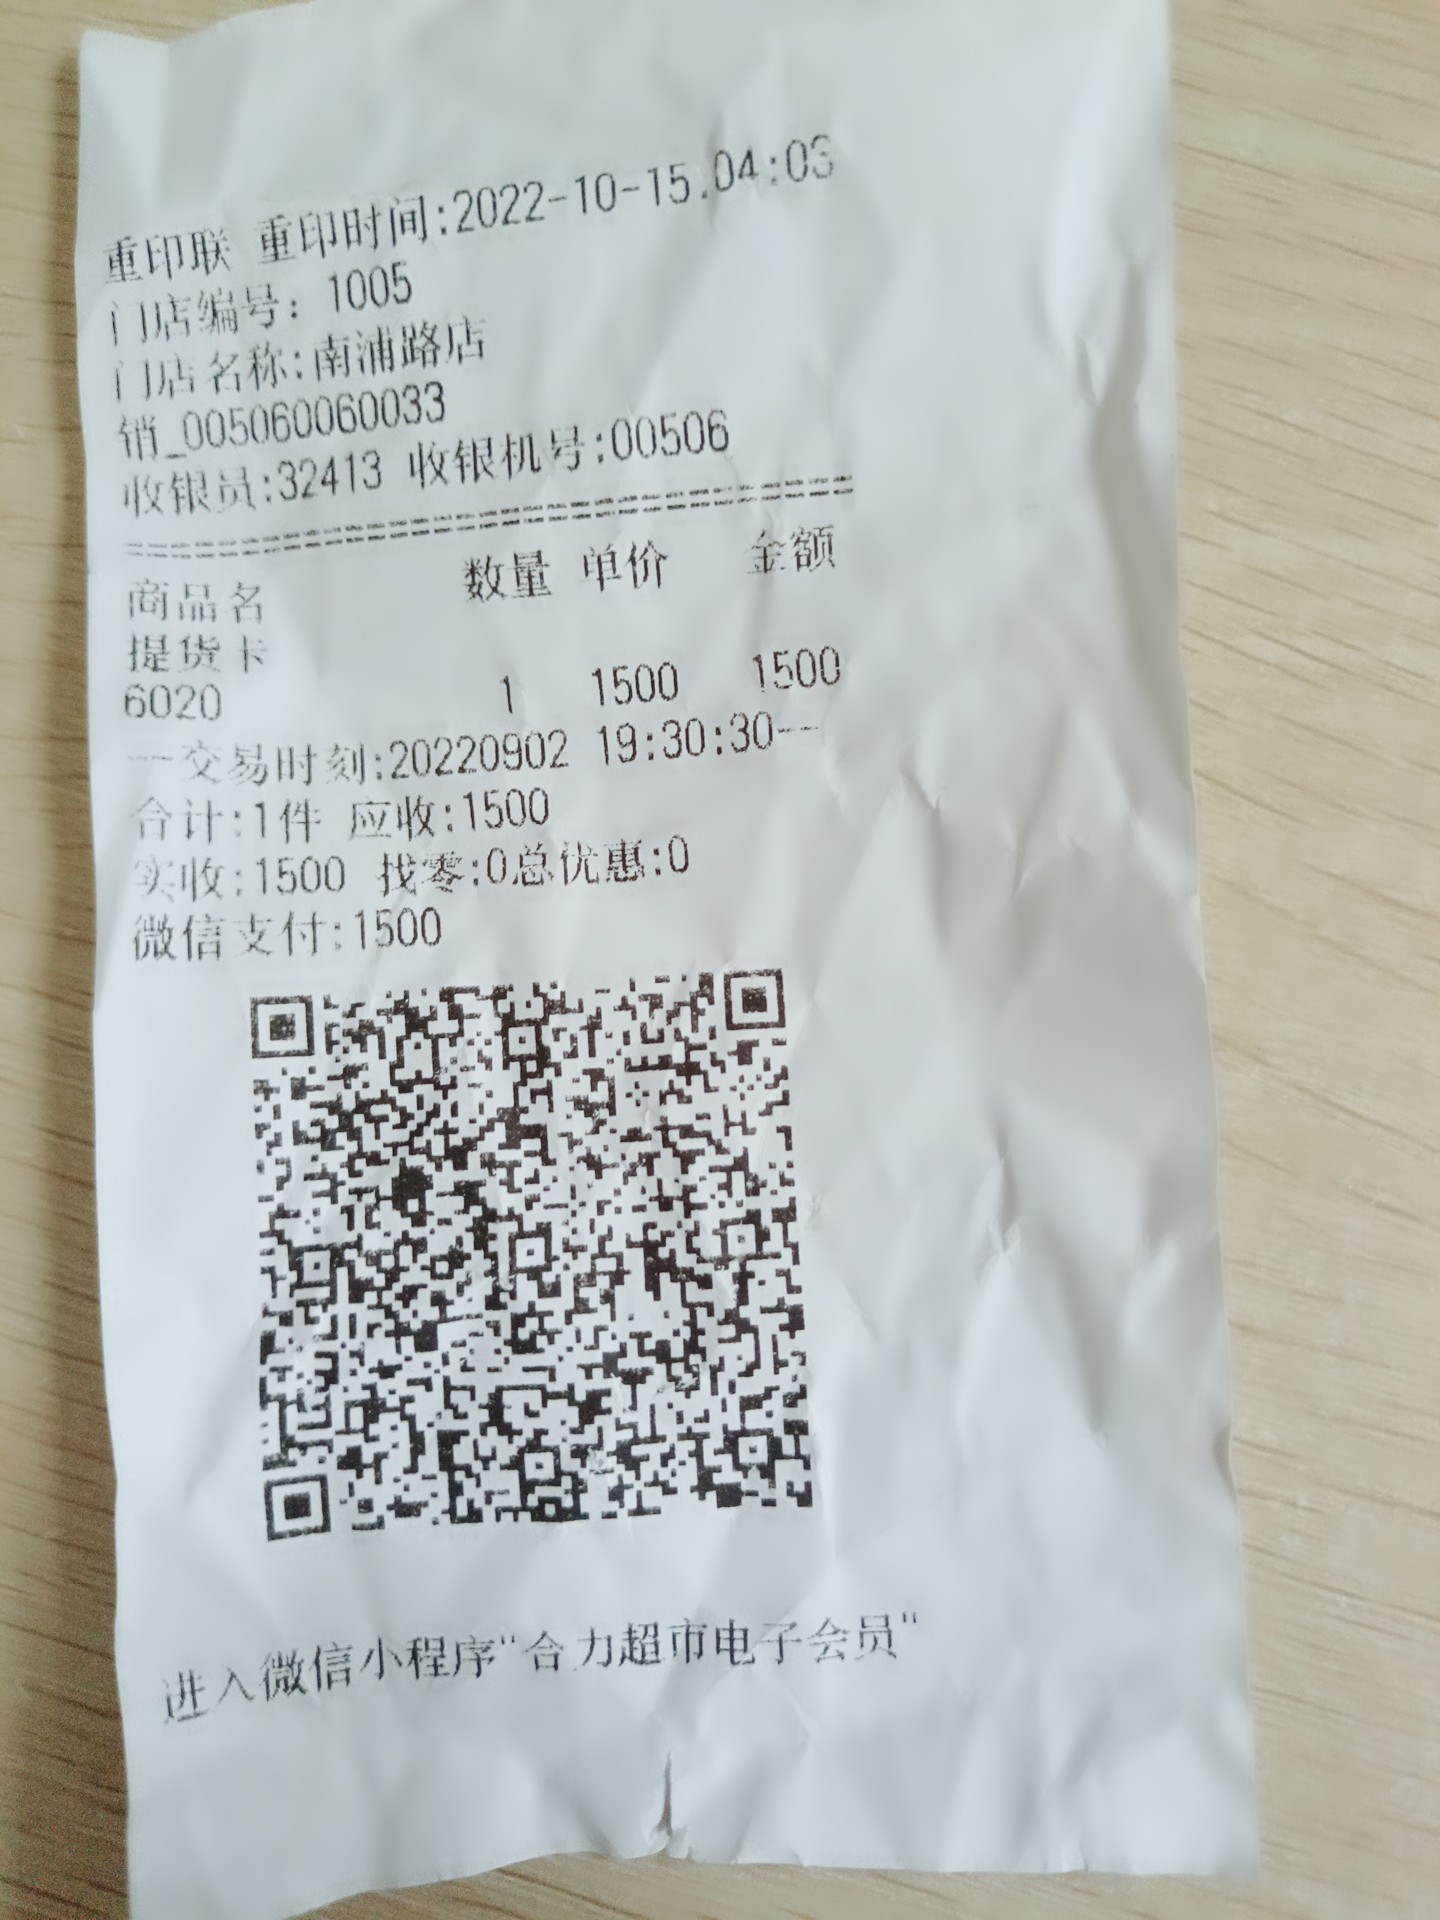 重印联 重印时间:2022-10-15.04:03
门店编号: 1005
门店名称:南浦路店
销_005060060033
收银员:32413 收银机号:00506
商品名 数量 单价 金额
提货卡
6020 1 1500 1500
--交易时刻:20220902 19:30:30--
合计:1件 应收:1500
实收:1500 找零:0总优惠:0
微信支付:1500
进入微信小程序"合力超市电子会员"